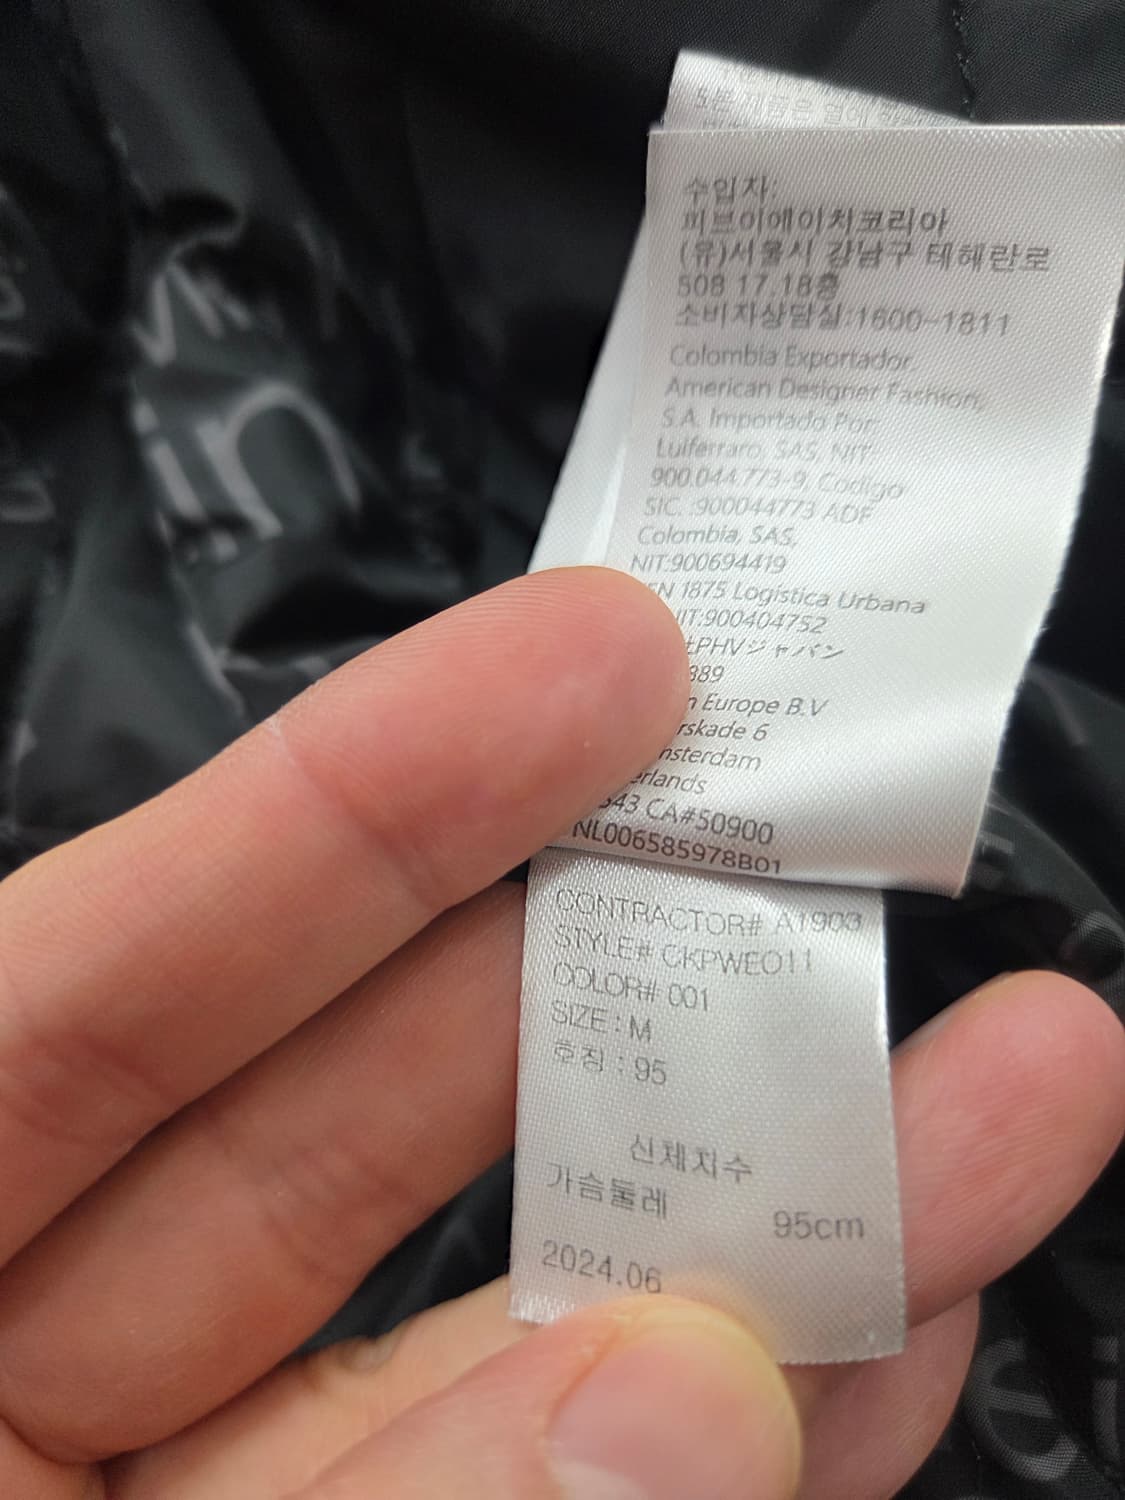 수입자:
피브이에이치코리아
(유)서울시 강남구 테헤란로
508 17,18층
소비자상담실:1600-1811
Colombia Exportador,
American Designer Fashion,
S.A. Importado Por:
Luiferraro, SAS, NIT:
900.044.773-9, Codigo
SIC. :900044773 ADF
Colombia, SAS,
NIT:900694419
EN 1875 Logistica Urbana
NIT:900404752
PHVジャパン
889
n Europe B.V
rskade 6
msterdam
erlands
343 CA#50900
NL006585978B01
CONTRACTOR# A1903
STYLE# CKPWEO11
COLOR# 001
SIZE : M
호칭 : 95
신체치수
가슴둘레 95cm
2024.06
in